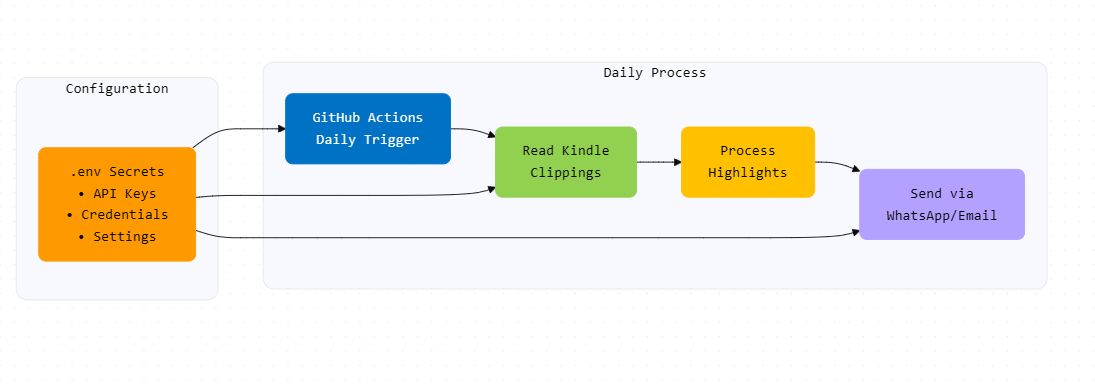 Configuration
.env Secrets
• API Keys
• Credentials
• Settings
Daily Process
GitHub Actions
Daily Trigger
Read Kindle
Clippings
Process
Highlights
Send via
WhatsApp/Email